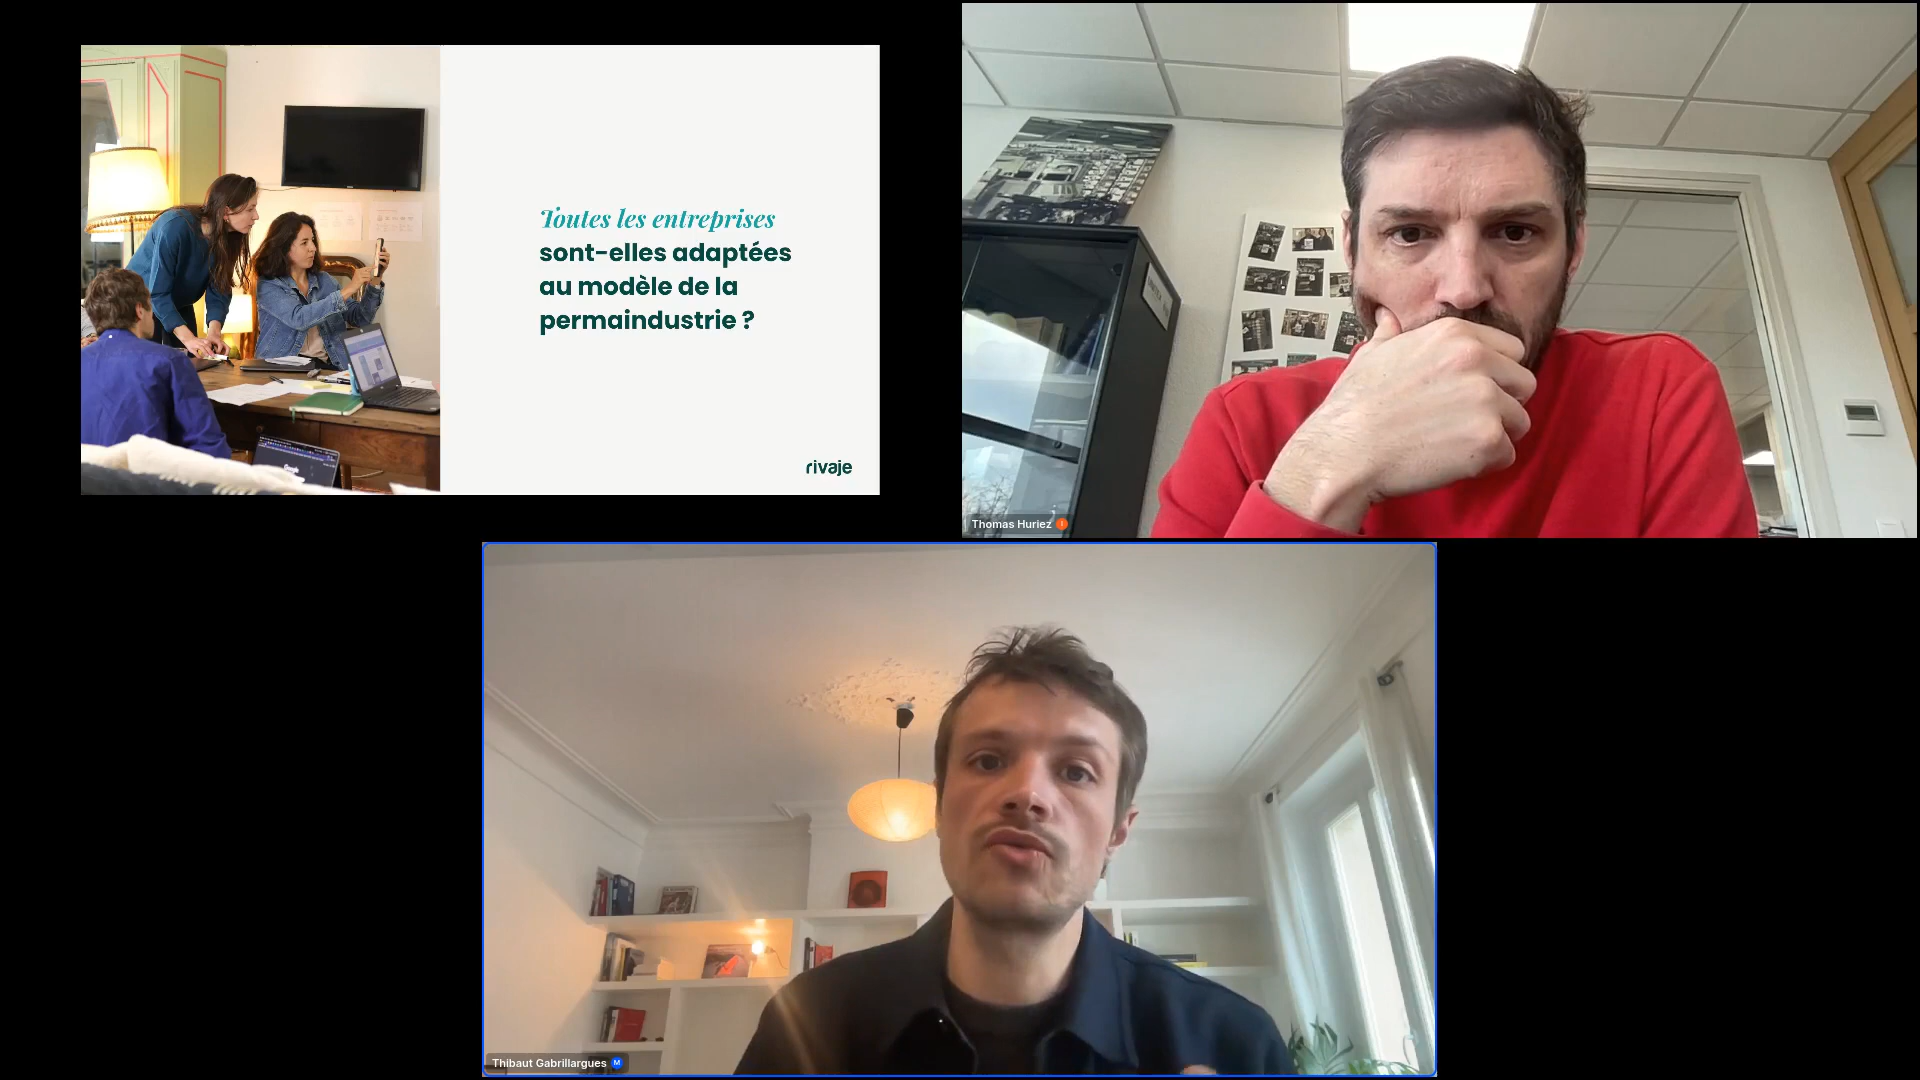 Toutes les entreprises
sont-elles adaptées
au modèle de la
permaindustrie ?
rivaje
Thomas Huriez
Thibaut Gabrillargues M